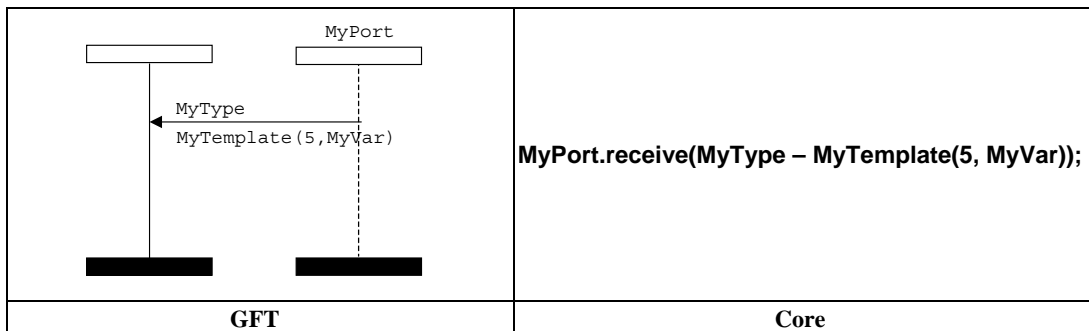 MyPort
MyType
MyTemplate(5,MyVar)
MyPort.receive(MyType – MyTemplate(5, MyVar));
GFT
Core